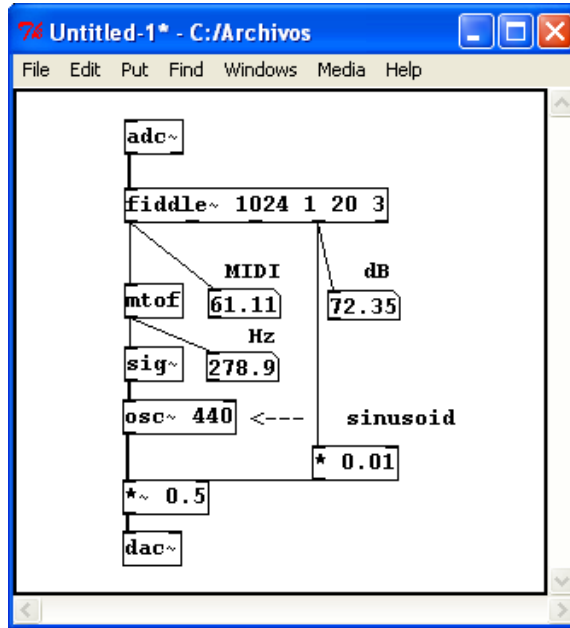 Untitled-1* - C:/Archivos
File Edit Put Find Windows Media Help
adc~
fiddle~ 1024 1 20 3
MIDI dB
mtof 61.11 72.35
Hz
sig~ 278.9
osc~ 440 <--- sinusoid
* 0.01
*~ 0.5
dac~